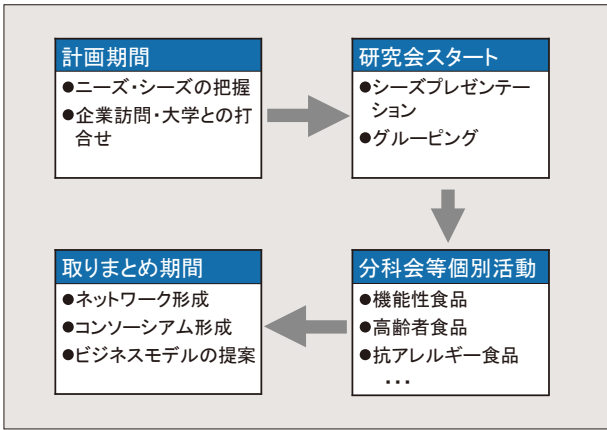 計画期間
●ニーズ・シーズの把握
●企業訪問・大学との打
合せ
研究会スタート
●シーズプレゼンテー
ション
●グルーピング
分科会等個別活動
●機能性食品
●高齢者食品
●抗アレルギー食品
・・・
取りまとめ期間
●ネットワーク形成
●コンソーシアム形成
●ビジネスモデルの提案